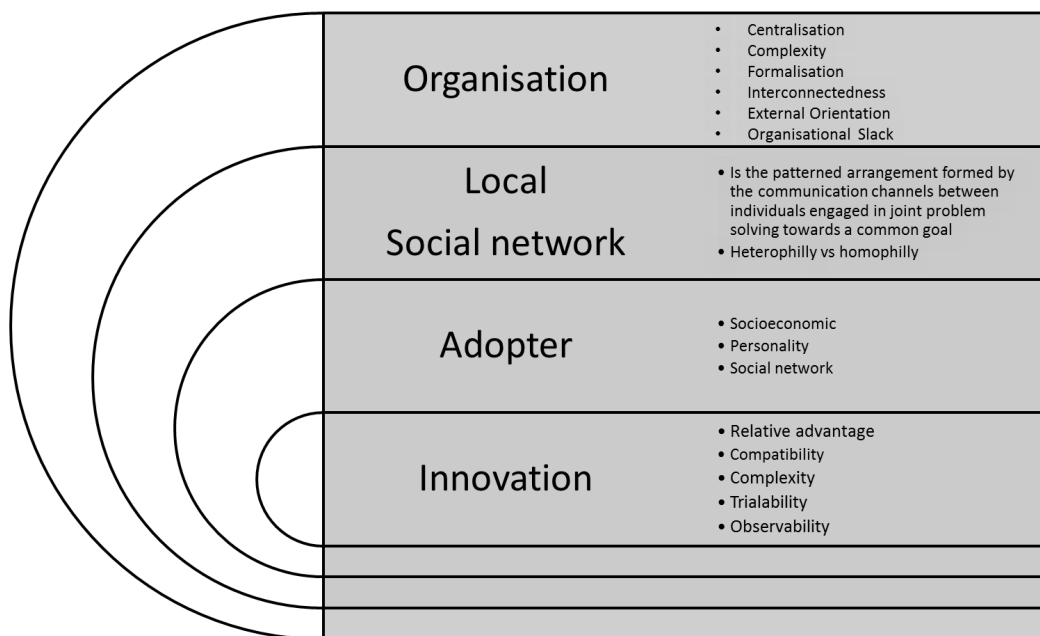 Organisation
• Centralisation
• Complexity
• Formalisation
• Interconnectedness
• External Orientation
• Organisational Slack
Local
Social network
• Is the patterned arrangement formed by
the communication channels between
individuals engaged in joint problem
solving towards a common goal
• Heterophilly vs homophilly
Adopter
• Socioeconomic
• Personality
• Social network
Innovation
• Relative advantage
• Compatibility
• Complexity
• Trialability
• Observability